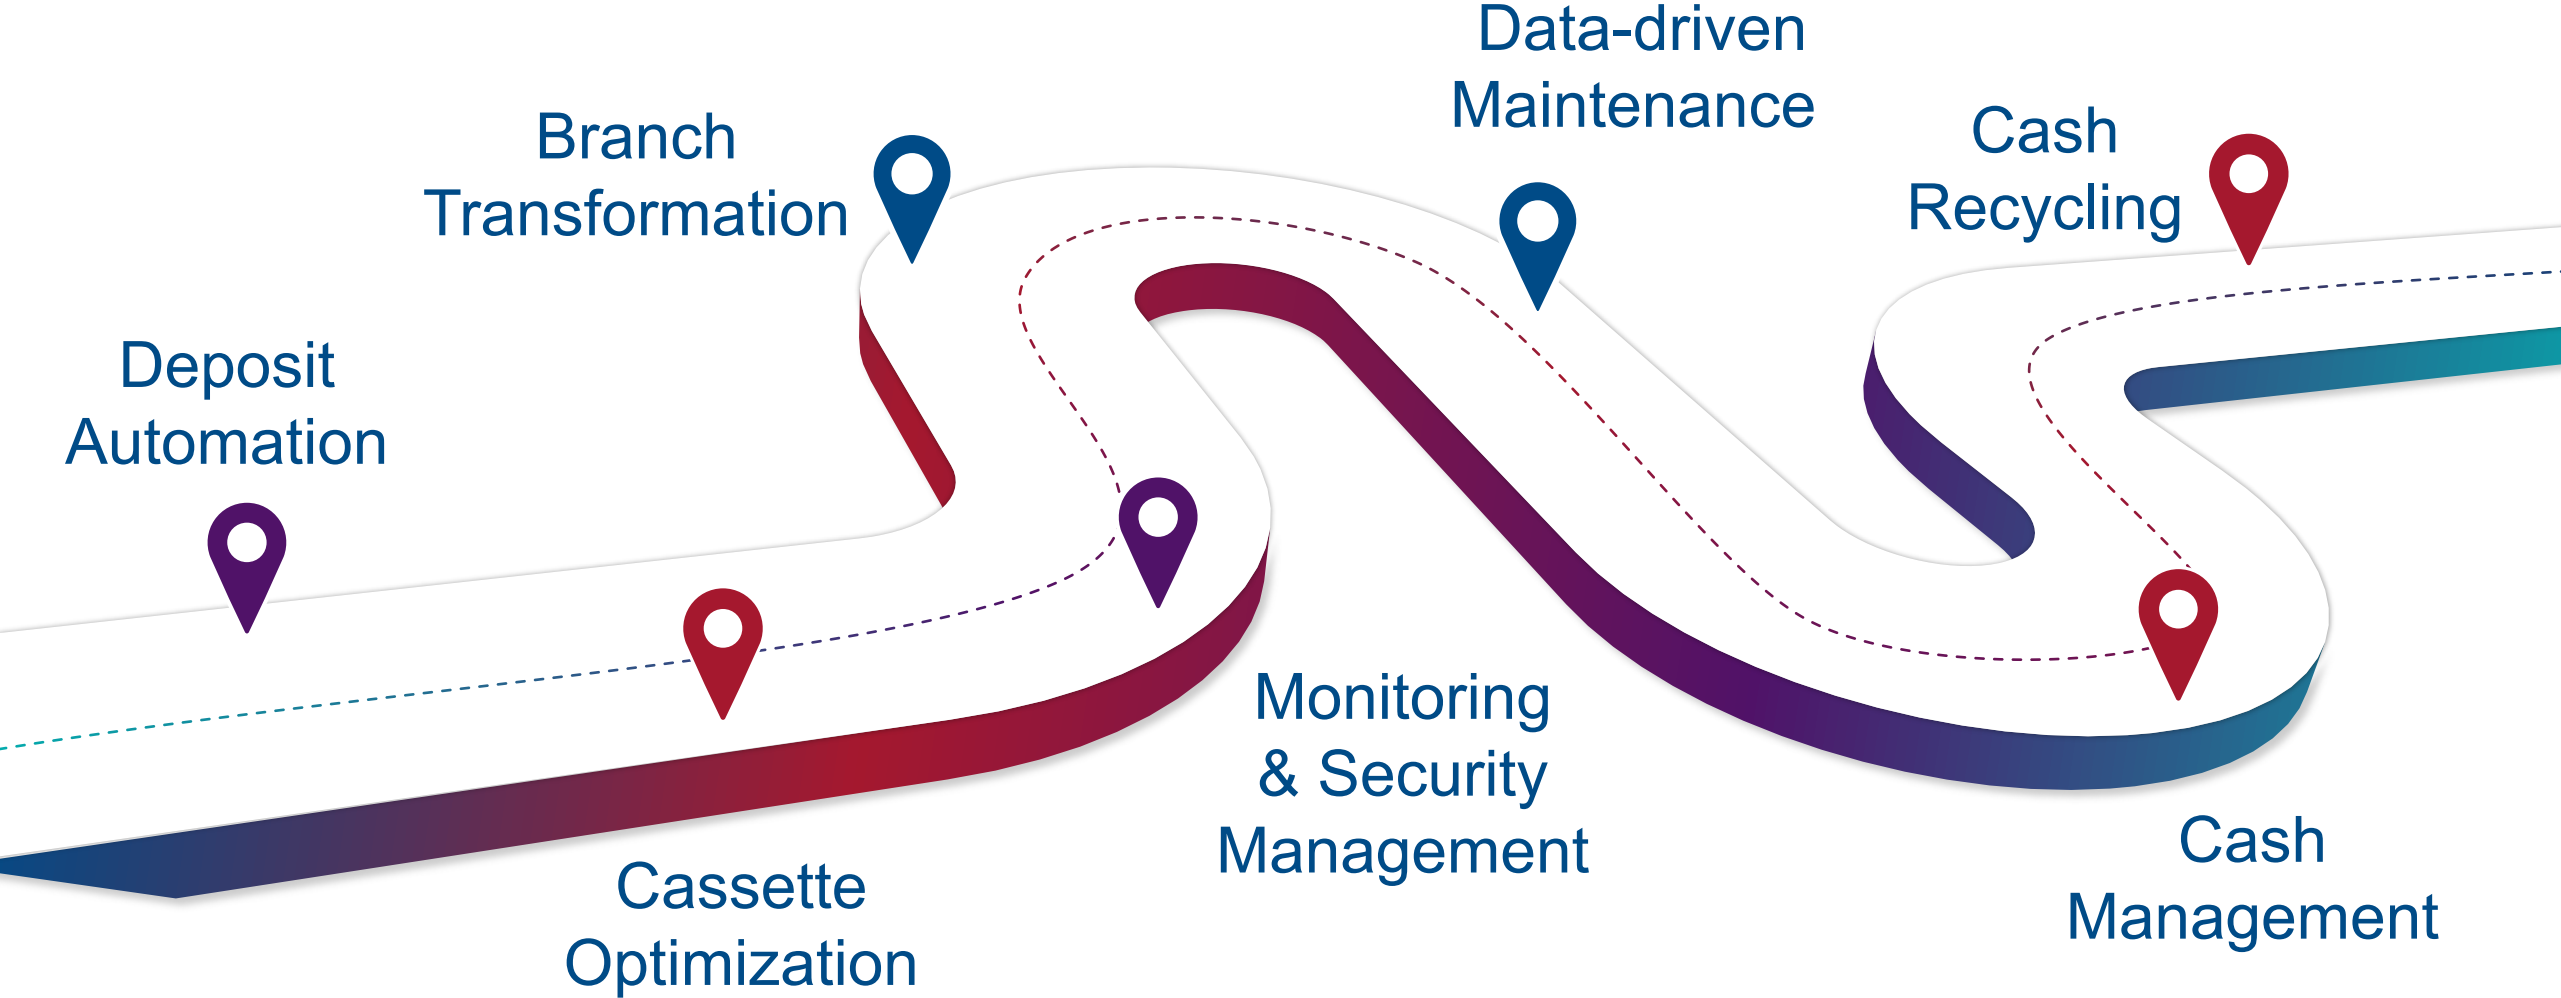 Deposit
Automation
Cassette
Optimization
Branch
Transformation
Monitoring
& Security
Management
Data-driven
Maintenance
Cash
Management
Cash
Recycling